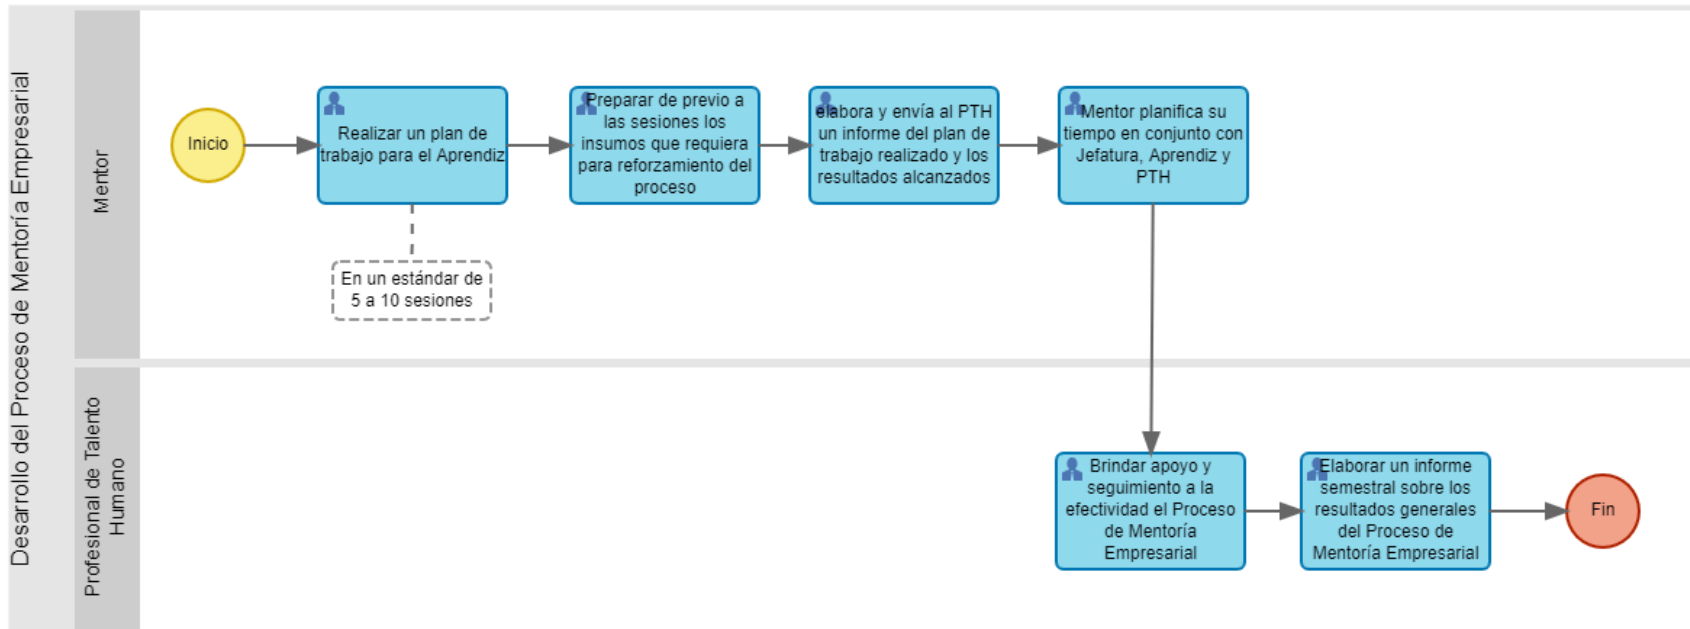 Desarrollo del Proceso de Mentoría Empresarial
Mentor
Inicio
Realizar un plan de
trabajo para el Aprendiz
En un estándar de
5 a 10 sesiones
Preparar de previo a
las sesiones los
insumos que requiera
para reforzamiento del
proceso
elabora y envía al PTH
un informe del plan de
trabajo realizado y los
resultados alcanzados
Mentor planifica su
tiempo en conjunto con
Jefatura, Aprendiz y
PTH
Profesional de Talento
Humano
Brindar apoyo y
seguimiento a la
efectividad el Proceso
de Mentoría
Empresarial
Elaborar un informe
semestral sobre los
resultados generales
del Proceso de
Mentoría Empresarial
Fin